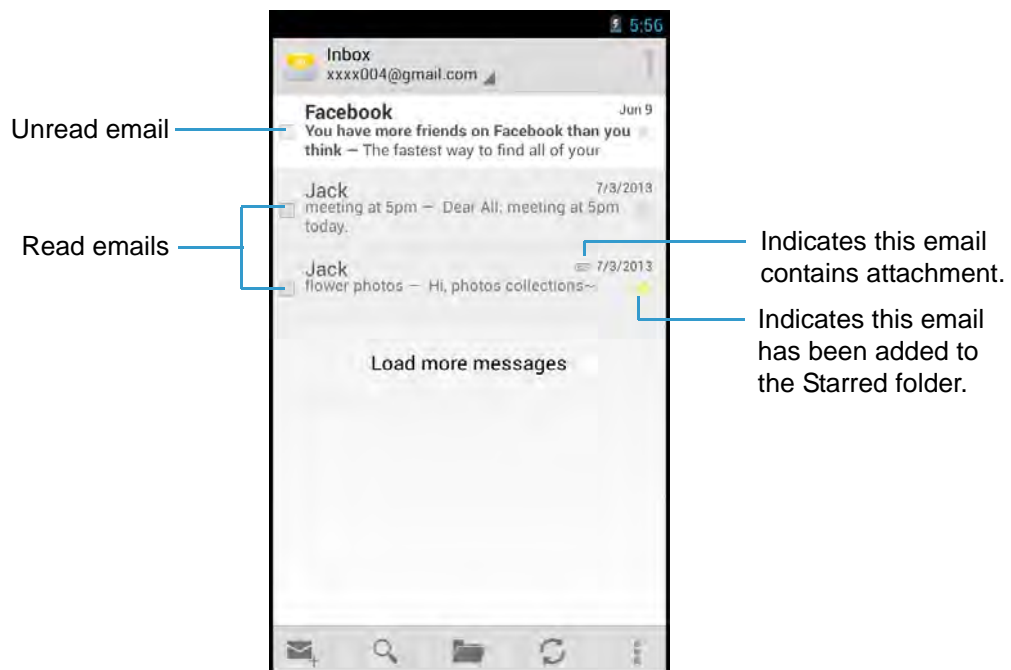 5:56
Inbox
xxxx004@gmail.com
1
Facebook
Jun 9
You have more friends on Facebook than you
think – The fastest way to find all of your
Unread email
Jack
7/3/2013
meeting at 5pm – Dear All; meeting at 5pm
today.
Read emails
Jack
7/3/2013
flower photos – Hi, photos collections~
Indicates this email
contains attachment.
Indicates this email
has been added to
the Starred folder.
Load more messages